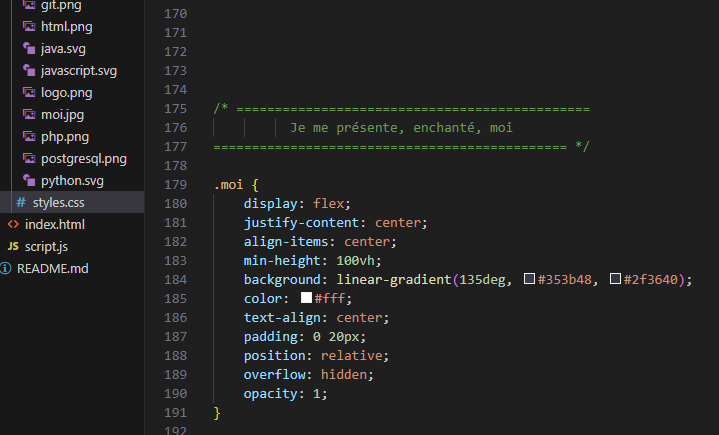 git.png
html.png
java.svg
javascript.svg
logo.png
moi.jpg
php.png
postgresql.png
python.svg
# styles.css
<> index.html
JS script.js
README.md
170
171
172
173
174
175 /* ==============================================
176 Je me présente, enchanté, moi
177 ============================================== */
178
179 .moi {
180 display: flex;
181 justify-content: center;
182 align-items: center;
183 min-height: 100vh;
184 background: linear-gradient(135deg, #353b48, #2f3640);
185 color: #fff;
186 text-align: center;
187 padding: 0 20px;
188 position: relative;
189 overflow: hidden;
190 opacity: 1;
191 }
192